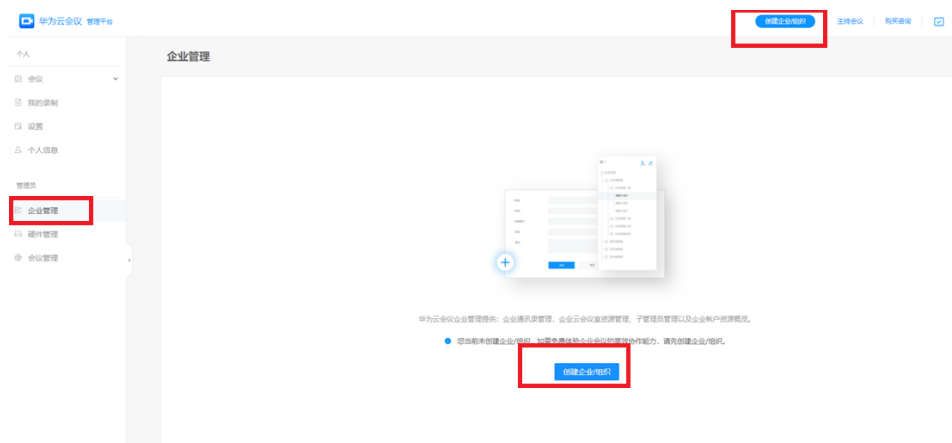 华为云会议 管理平台
创建企业/组织 主持会议 购买咨询
个人
会议
我的录制
设置
个人信息
管理员
企业管理
硬件管理
会议管理
企业管理
华为云会议企业管理提供：企业通讯录管理、企业云会议室资源管理、子管理员管理以及企业帐户资源概览。
您当前未创建企业/组织，如需免费体验企业会议的高效协作能力，请先创建企业/组织。
创建企业/组织